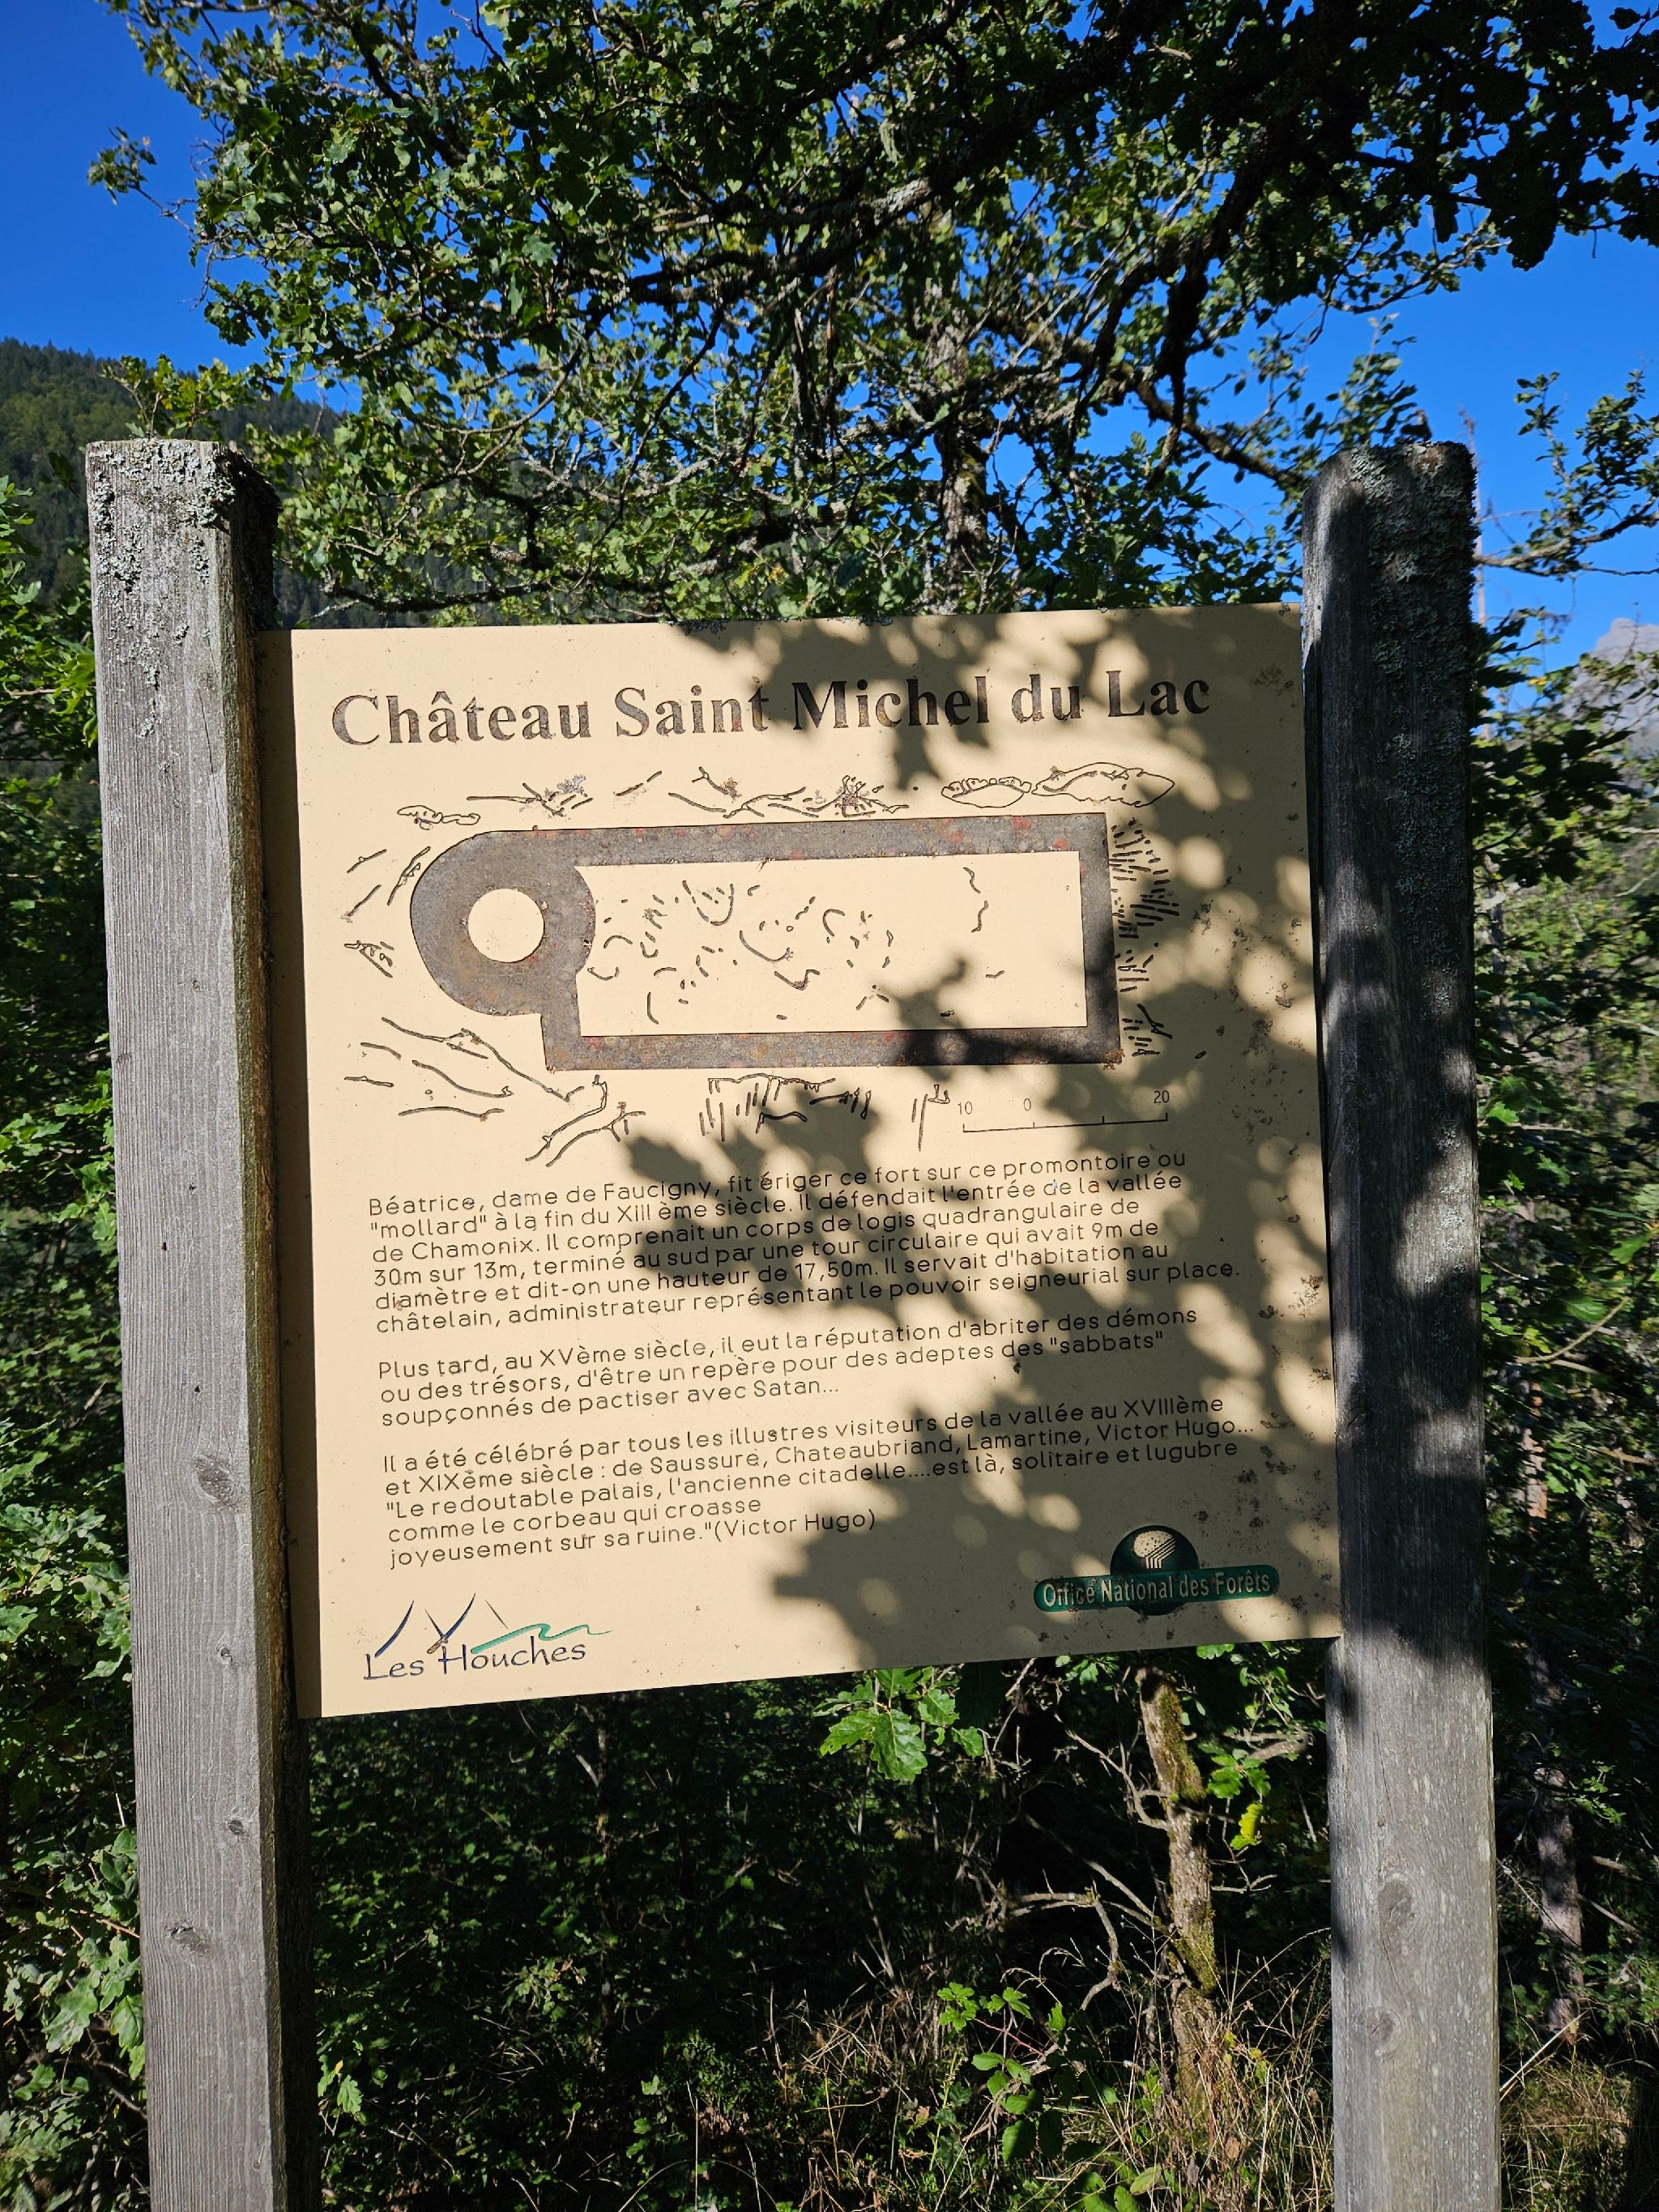 Château Saint Michel du Lac
10 0 20
Béatrice, dame de Faucigny, fit ériger ce fort sur ce promontoire ou
"mollard" à la fin du XIII ème siècle. Il défendait l'entrée de la vallée
de Chamonix. Il comprenait un corps de logis quadrangulaire de
30m sur 13m, terminé au sud par une tour circulaire qui avait 9m de
diamètre et dit-on une hauteur de 17,50m. Il servait d'habitation au
châtelain, administrateur représentant le pouvoir seigneurial sur place.
Plus tard, au XVème siècle, il eut la réputation d'abriter des démons
ou des trésors, d'être un repère pour des adeptes des "sabbats"
soupçonnés de pactiser avec Satan...
Il a été célébré par tous les illustres visiteurs de la vallée au XVIIIème
et XIXème siècle : de Saussure, Chateaubriand, Lamartine, Victor Hugo...
"Le redoutable palais, l'ancienne citadelle....est là, solitaire et lugubre
comme le corbeau qui croasse
joyeusement sur sa ruine."(Victor Hugo)
Office National des Forêts
Les Houches